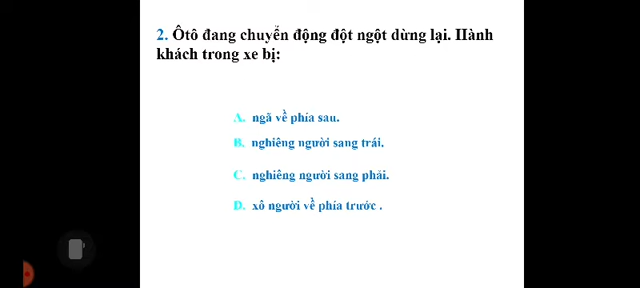 2. Ôtô đang chuyển động đột ngột dừng lại. Hành
khách trong xe bị:
A. ngã về phía sau.
B. nghiêng người sang trái.
C. nghiêng người sang phải.
D. xô người về phía trước .